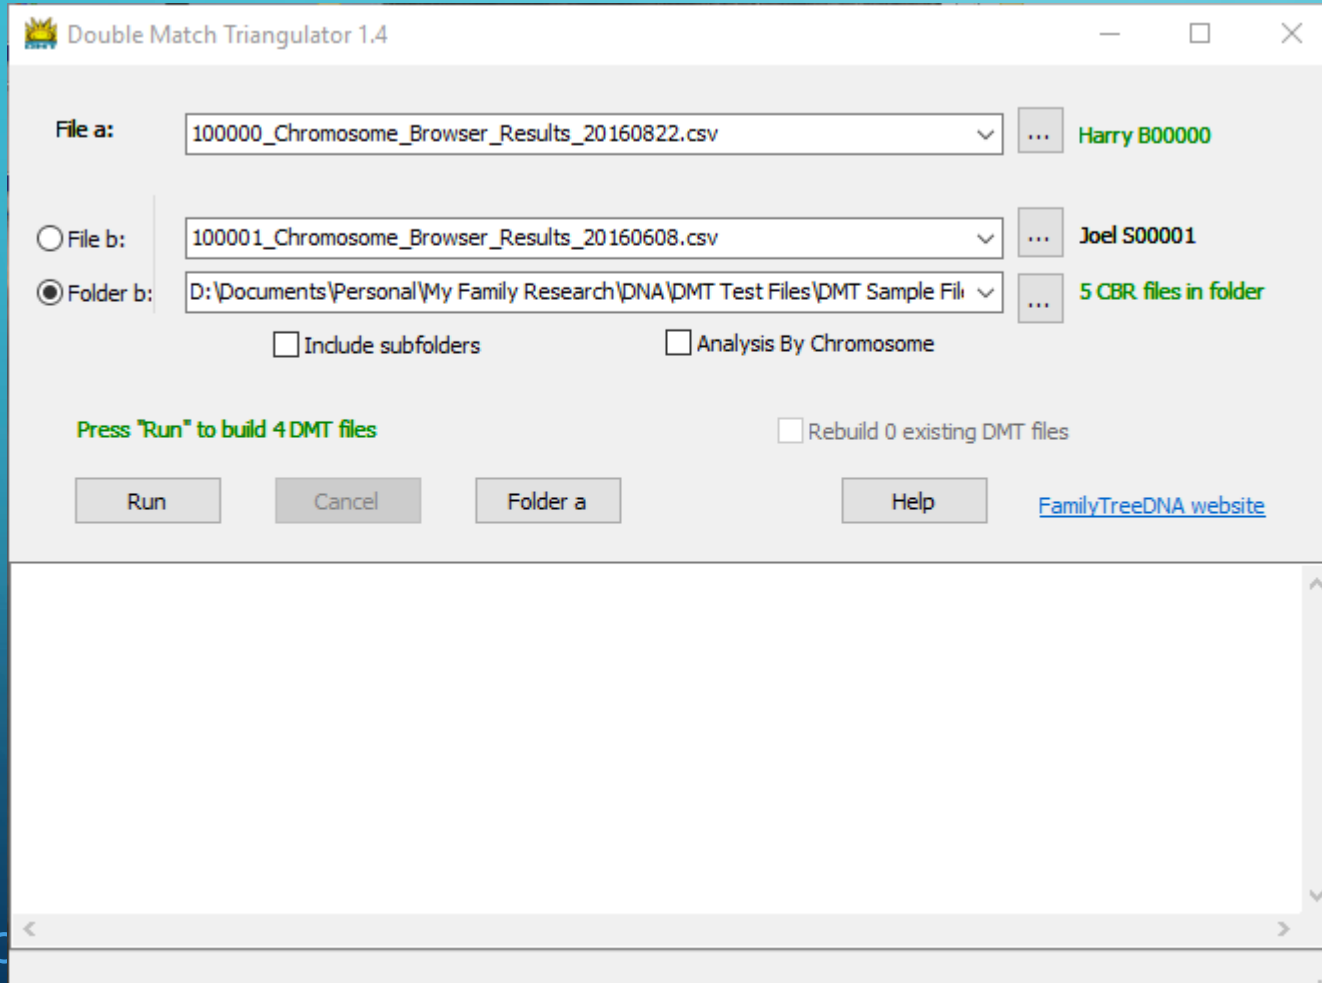 Double Match Triangulator 1.4
File a: 100000_Chromosome_Browser_Results_20160822.csv ... Harry B00000
File b: 100001_Chromosome_Browser_Results_20160608.csv ... Joel S00001
Folder b: D:\Documents\Personal\My Family Research\DNA\DMT Test Files\DMT Sample Fil ... 5 CBR files in folder
Include subfolders Analysis By Chromosome
Press "Run" to build 4 DMT files Rebuild 0 existing DMT files
Run Cancel Folder a Help FamilyTreeDNA website